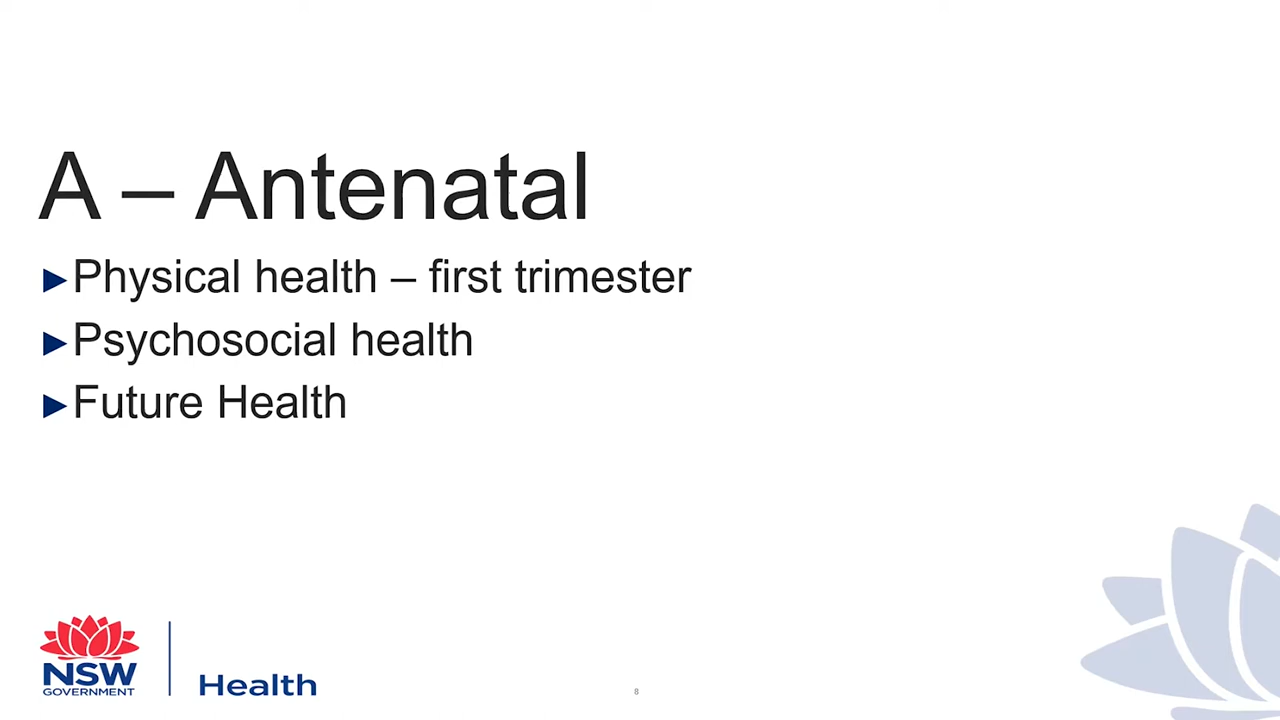 A – Antenatal
►Physical health – first trimester
►Psychosocial health
►Future Health
NSW
GOVERNMENT
Health
8